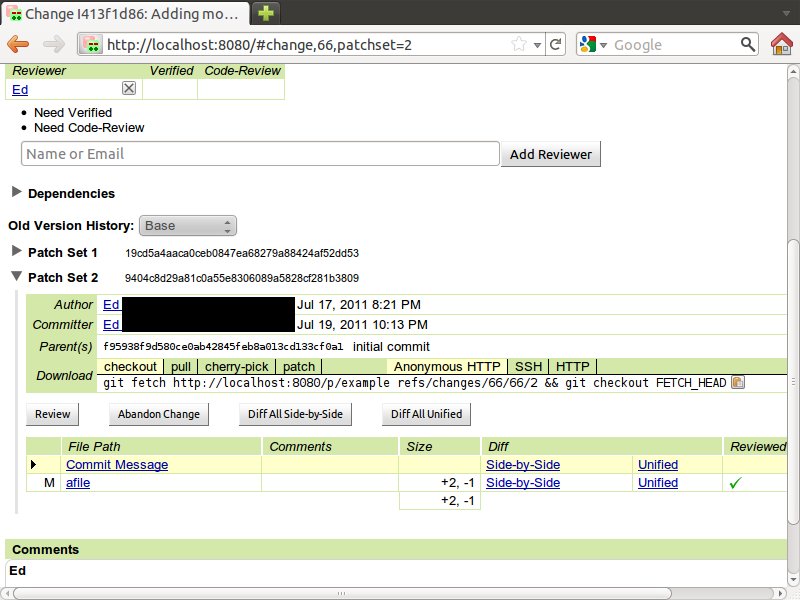 Change I413f1d86: Adding mo...
http://localhost:8080/#change,66,patchset=2
Google
Reviewer Verified Code-Review
Ed
Need Verified
Need Code-Review
Name or Email Add Reviewer
Dependencies
Old Version History: Base
Patch Set 1 19cd5a4aaca0ceb0847ea68279a88424af52dd53
Patch Set 2 9404c8d29a81c0a55e8306089a5828cf281b3809
Author Ed Jul 17, 2011 8:21 PM
Committer Ed Jul 19, 2011 10:13 PM
Parent(s) f95938f9d580ce0ab42845feb8a013cd133cf0a1 initial commit
Download checkout pull cherry-pick patch Anonymous HTTP SSH HTTP
git fetch http://localhost:8080/p/example refs/changes/66/66/2 && git checkout FETCH_HEAD
Review Abandon Change Diff All Side-by-Side Diff All Unified
File Path Comments Size Diff Reviewed
Commit Message Side-by-Side Unified
M afile +2, -1 Side-by-Side Unified
+2, -1
Comments
Ed